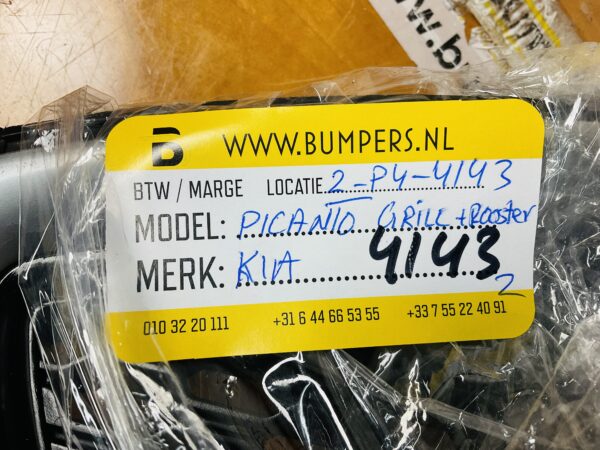 B WWW.BUMPERS.NL
BTW / MARGE LOCATIE 2-P4-4143
MODEL: PICANTO GRILL + Rooster
MERK: KIA 4143
2
010 32 20 111 +31 6 44 66 53 55 +33 7 55 22 40 91